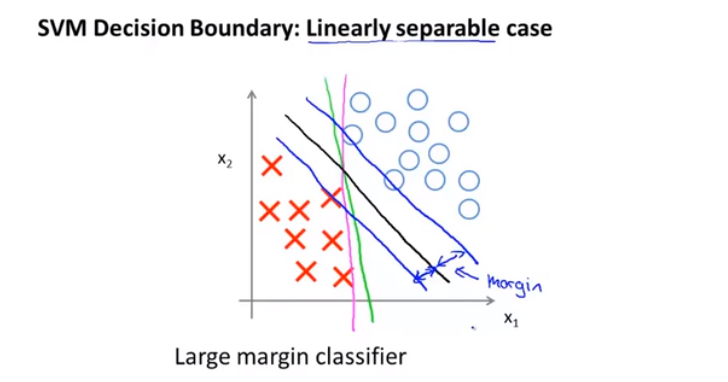 SVM Decision Boundary: Linearly separable case
x2
margin
x1
Large margin classifier